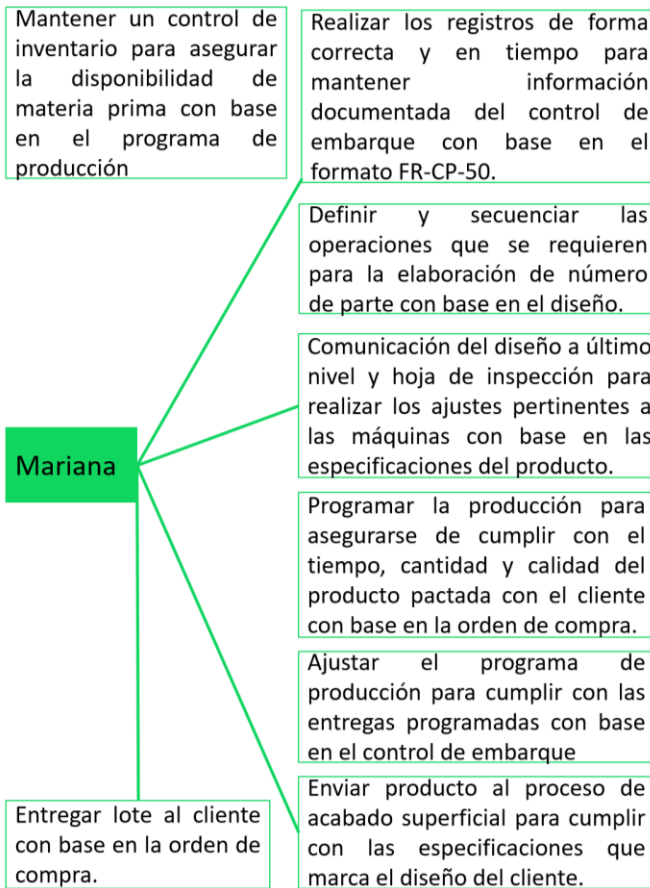 Mantener un control de
inventario para asegurar
la disponibilidad de
materia prima con base
en el programa de
producción
Realizar los registros de forma
correcta y en tiempo para
mantener información
documentada del control de
embarque con base en el
formato FR-CP-50.
Definir y secuenciar las
operaciones que se requieren
para la elaboración de número
de parte con base en el diseño.
Comunicación del diseño a último
nivel y hoja de inspección para
realizar los ajustes pertinentes a
las máquinas con base en las
especificaciones del producto.
Mariana
Programar la producción para
asegurarse de cumplir con el
tiempo, cantidad y calidad del
producto pactada con el cliente
con base en la orden de compra.
Ajustar el programa de
producción para cumplir con las
entregas programadas con base
en el control de embarque
Enviar producto al proceso de
acabado superficial para cumplir
con las especificaciones que
marca el diseño del cliente.
Entregar lote al cliente
con base en la orden de
compra.